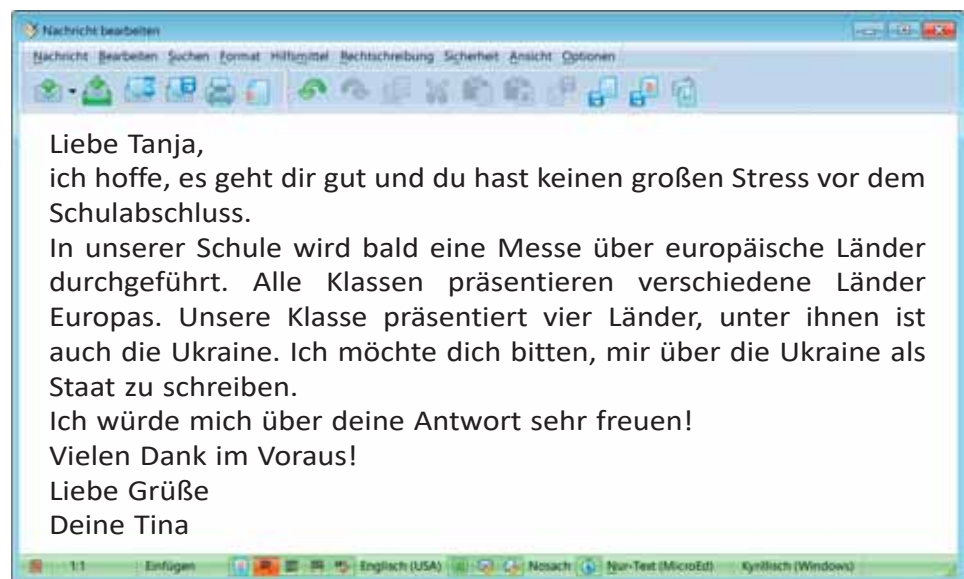 Nachricht bearbeiten
Nachricht Bearbeiten Suchen Format Hilfsmittel Rechtschreibung Sicherheit Ansicht Optionen
Liebe Tanja,
ich hoffe, es geht dir gut und du hast keinen großen Stress vor dem
Schulabschluss.
In unserer Schule wird bald eine Messe über europäische Länder
durchgeführt. Alle Klassen präsentieren verschiedene Länder
Europas. Unsere Klasse präsentiert vier Länder, unter ihnen ist
auch die Ukraine. Ich möchte dich bitten, mir über die Ukraine als
Staat zu schreiben.
Ich würde mich über deine Antwort sehr freuen!
Vielen Dank im Voraus!
Liebe Grüße
Deine Tina
1:1 Einfügen Englisch (USA) Nosach Nur-Text (MicroEd) Kyrillisch (Windows)